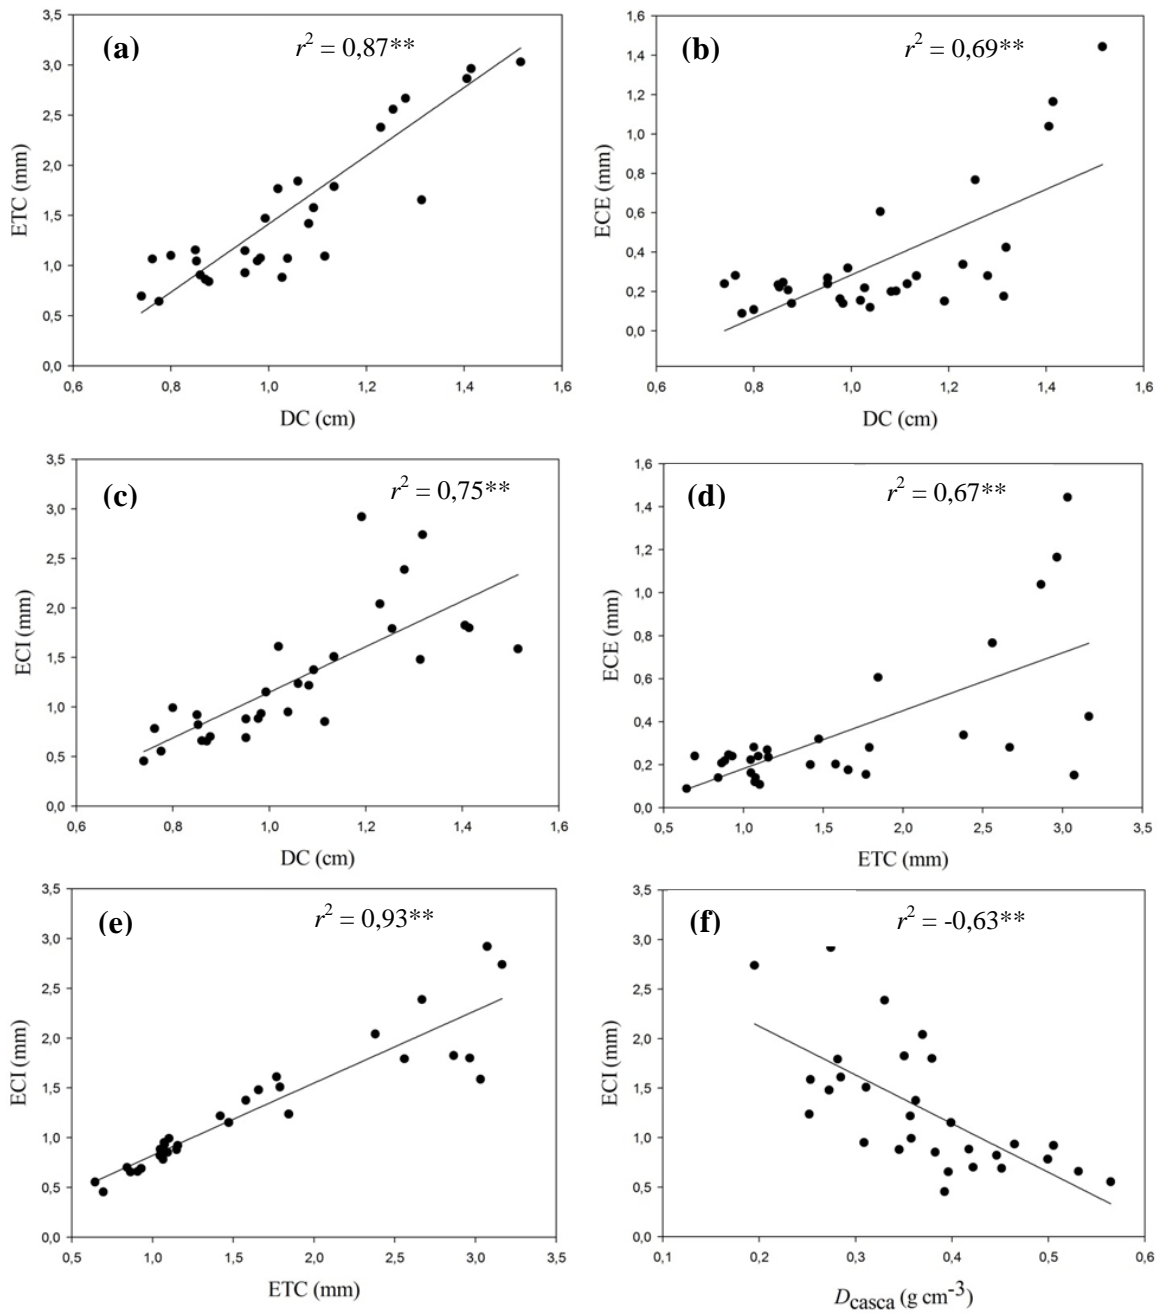 (a)
r² = 0,87**
3,5
3,0
2,5
2,0
1,5
1,0
0,5
0,0
ETC (mm)
0,6 0,8 1,0 1,2 1,4 1,6
DC (cm)
(b)
r² = 0,69**
1,6
1,4
1,2
1,0
0,8
0,6
0,4
0,2
0,0
ECE (mm)
0,6 0,8 1,0 1,2 1,4 1,6
DC (cm)
(c)
r² = 0,75**
3,5
3,0
2,5
2,0
1,5
1,0
0,5
0,0
ECI (mm)
0,6 0,8 1,0 1,2 1,4 1,6
DC (cm)
(d)
r² = 0,67**
1,6
1,4
1,2
1,0
0,8
0,6
0,4
0,2
0,0
ECE (mm)
0,5 1,0 1,5 2,0 2,5 3,0 3,5
ETC (mm)
(e)
r² = 0,93**
3,5
3,0
2,5
2,0
1,5
1,0
0,5
0,0
ECI (mm)
0,5 1,0 1,5 2,0 2,5 3,0 3,5
ETC (mm)
(f)
r² = -0,63**
3,5
3,0
2,5
2,0
1,5
1,0
0,5
0,0
ECI (mm)
0,1 0,2 0,3 0,4 0,5 0,6
Dcasca (g cm-3)